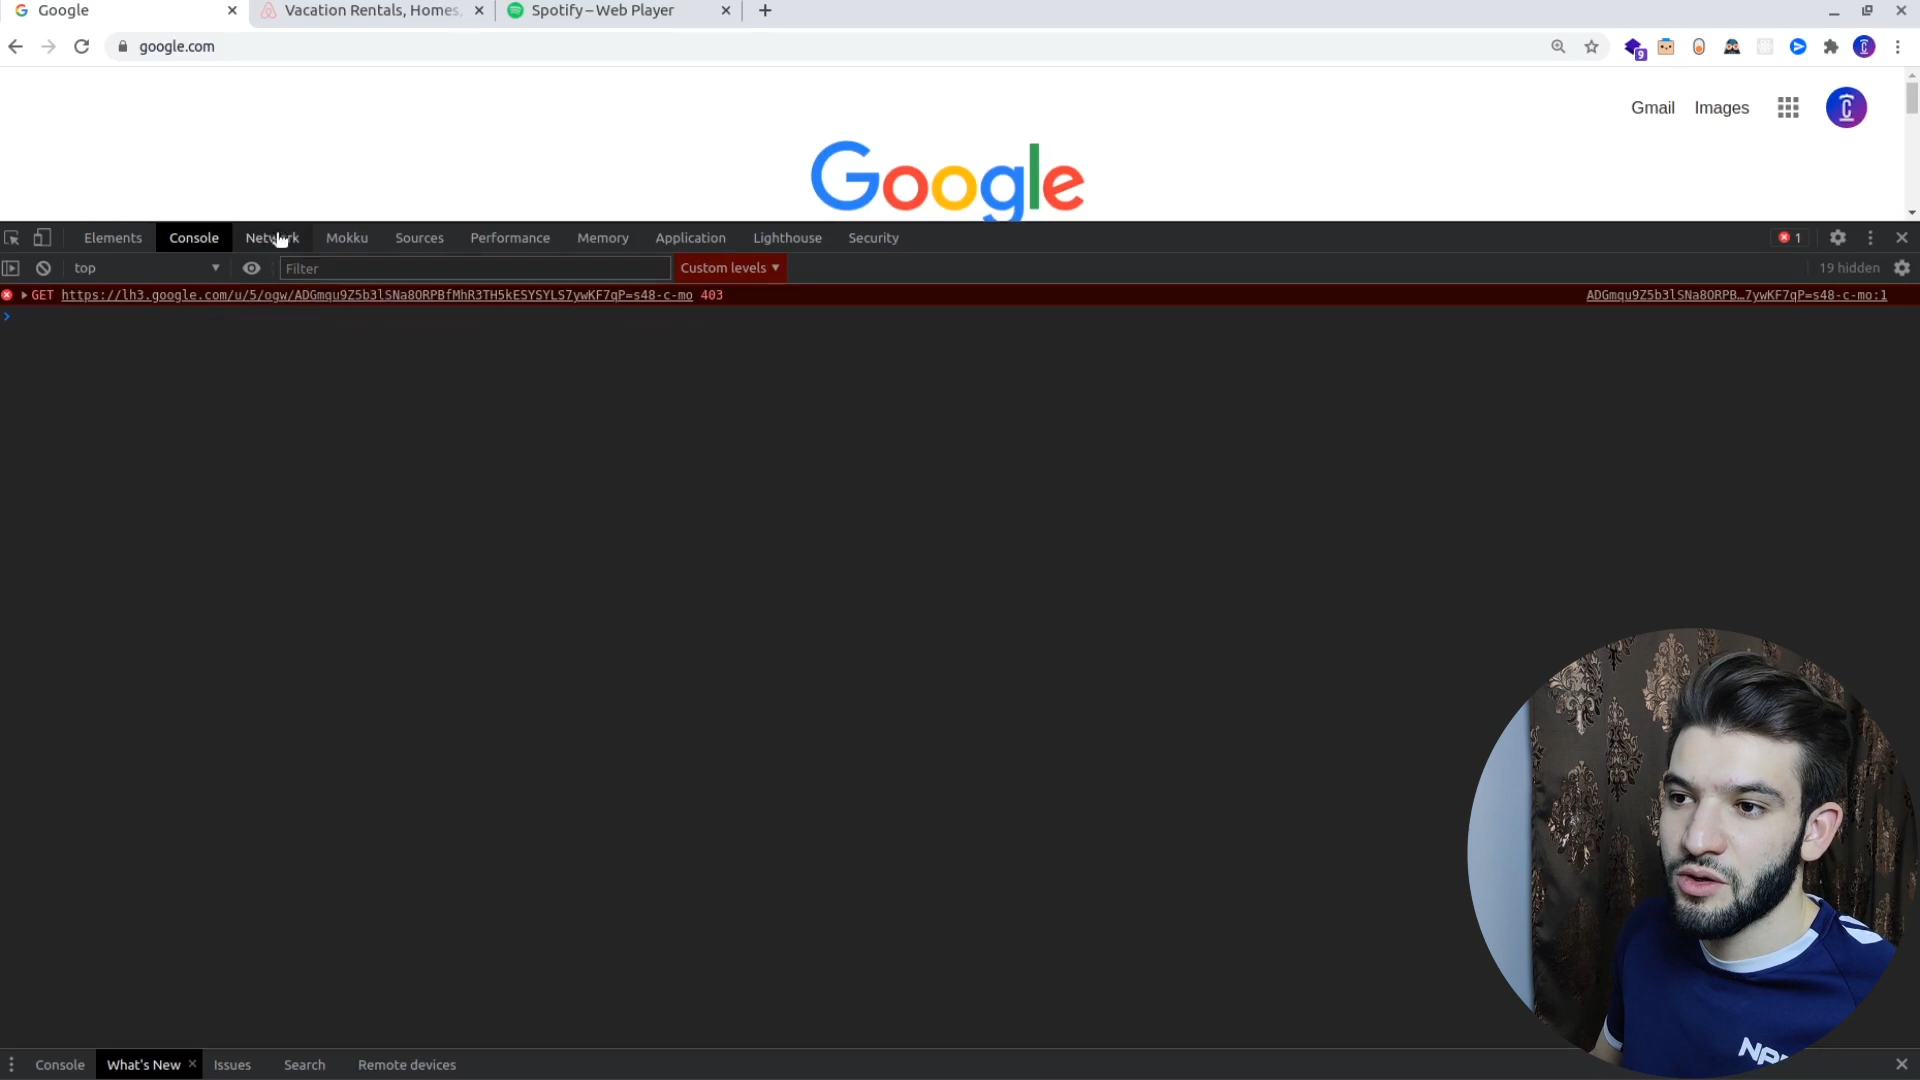 Google
Vacation Rentals, Homes,
Spotify – Web Player
google.com
9
Gmail
Images
Google
Elements
Console
Network
Mokku
Sources
Performance
Memory
Application
Lighthouse
Security
1
top
Filter
Custom levels
19 hidden
GET https://lh3.google.com/u/5/ogw/ADGmqu9Z5b3lSNa8ORPBfMhR3TH5kESYSYLS7ywKF7qP=s48-c-mo 403
ADGmqu9Z5b3lSNa8ORPB…7ywKF7qP=s48-c-mo:1
Console
What's New
Issues
Search
Remote devices